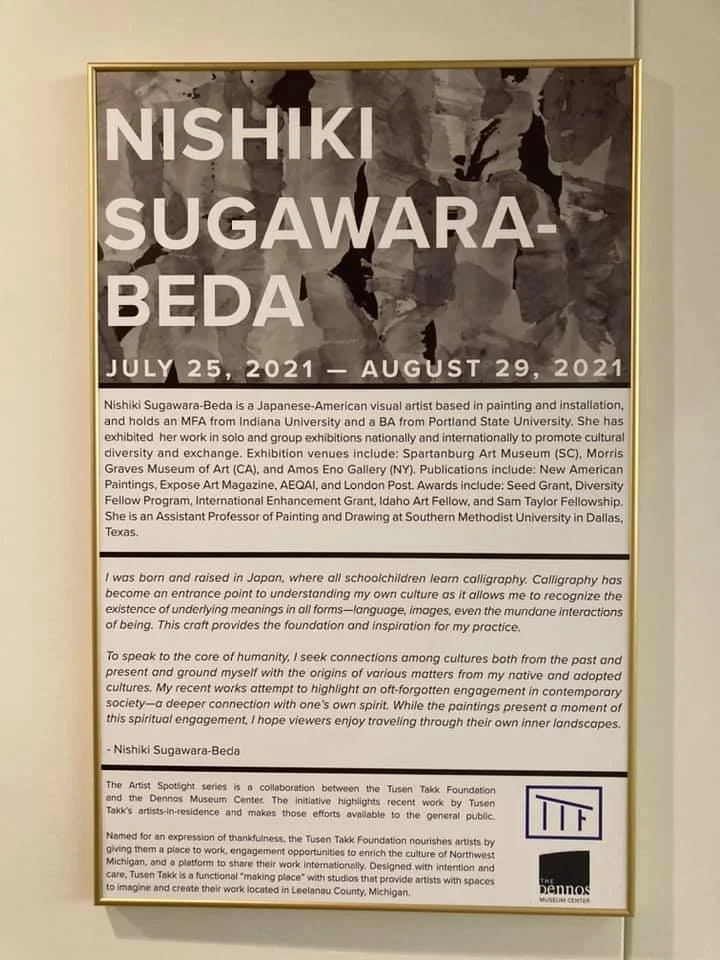 NISHIKI
SUGAWARA-
BEDA
JULY 25, 2021 — AUGUST 29, 2021
Nishiki Sugawara-Beda is a Japanese-American visual artist based in painting and installation,
and holds an MFA from Indiana University and a BA from Portland State University. She has
exhibited her work in solo and group exhibitions nationally and internationally to promote cultural
diversity and exchange. Exhibition venues include: Spartanburg Art Museum (SC), Morris
Graves Museum of Art (CA), and Amos Eno Gallery (NY). Publications include: New American
Paintings, Expose Art Magazine, AEQAI, and London Post. Awards include: Seed Grant, Diversity
Fellow Program, International Enhancement Grant, Idaho Art Fellow, and Sam Taylor Fellowship.
She is an Assistant Professor of Painting and Drawing at Southern Methodist University in Dallas,
Texas.
I was born and raised in Japan, where all schoolchildren learn calligraphy. Calligraphy has
become an entrance point to understanding my own culture as it allows me to recognize the
existence of underlying meanings in all forms—language, images, even the mundane interactions
of being. This craft provides the foundation and inspiration for my practice.
To speak to the core of humanity, I seek connections among cultures both from the past and
present and ground myself with the origins of various matters from my native and adopted
cultures. My recent works attempt to highlight an oft-forgotten engagement in contemporary
society—a deeper connection with one's own spirit. While the paintings present a moment of
this spiritual engagement, I hope viewers enjoy traveling through their own inner landscapes.
- Nishiki Sugawara-Beda
The Artist Spotlight series is a collaboration between the Tusen Takk Foundation
and the Dennos Museum Center. The initiative highlights recent work by Tusen
Takk's artists-in-residence and makes those efforts available to the general public.
Named for an expression of thankfulness, the Tusen Takk Foundation nourishes artists by
giving them a place to work, engagement opportunities to enrich the culture of Northwest
Michigan, and a platform to share their work internationally. Designed with intention and
care, Tusen Takk is a functional "making place" with studios that provide artists with spaces
to imagine and create their work located in Leelanau County, Michigan.
TTF
THE
Dennos
MUSEUM CENTER